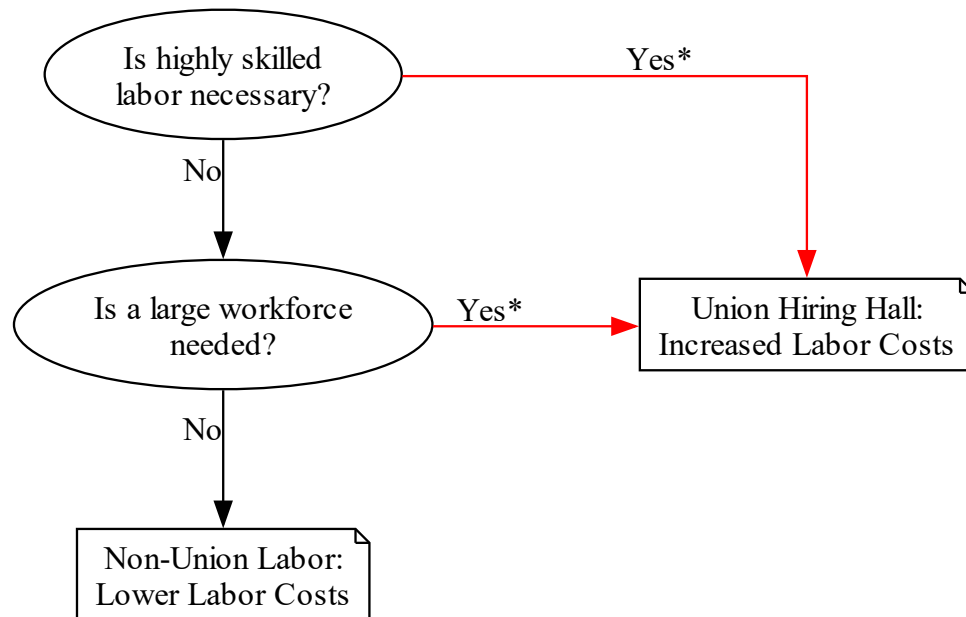 Is highly skilled
labor necessary?
Yes*
No
Is a large workforce
needed?
Yes*
Union Hiring Hall:
Increased Labor Costs
No
Non-Union Labor:
Lower Labor Costs